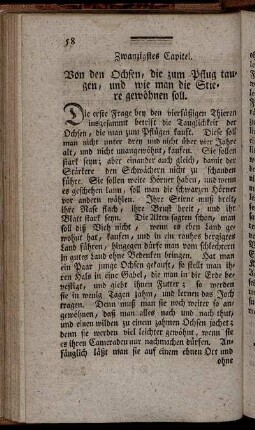 58
Zwanzigstes Capitel.
Von den Ochsen, die zum Pflug tau-
gen, und wie man die Stie-
re gewöhnen soll.
Die erste Frage bey den vierfüßigen Thieren
insgesammt betrift die Tauglichkeit der
Ochsen, die man zum Pflügen kauft. Diese soll
man nicht unter drey und nicht über vier Jahre
alt, und nicht unangewohnt, kaufen. Sie sollen
stark seyn; aber einander auch gleich, damit der
Stärkere den Schwächern nicht zu schanden
führe. Sie sollen weite Hörner haben, und wenn
es geschehen kann, soll man die schwarzen Hörner
vor andern wählen. Ihre Stirne muß breit,
ihre Nase flach, ihre Brust breit, und ihr
Blatt stark seyn. Die Alten sagten schon, man
soll diß Vieh nicht, wenn es eben Land ge-
wohnt hat, kaufen, und in ein rauhes bergigtes
Land führen; hingegen dürfe man vom schlechtern
in gutes Land ohne Bedenken bringen. Hat man
ein Paar junge Ochsen gekauft, so stellt man ih-
ren Hals in eine Gabel, die man in der Erde be-
vestigt, und giebt ihnen Futter; so werden
sie in wenig Tagen zahm, und lernen das Joch
tragen. Denn muß man sie noch weiter so an-
gewöhnen, daß man alles nach und nach thut,
und einen wilden zu einem zahmen Ochsen jochet;
denn sie werden viel leichter gewöhnt, wenn sie
es ihren Cameraden nur nachmachen dürfen. An-
fänglich läßt man sie auf einem ebnen Ort und
ohne